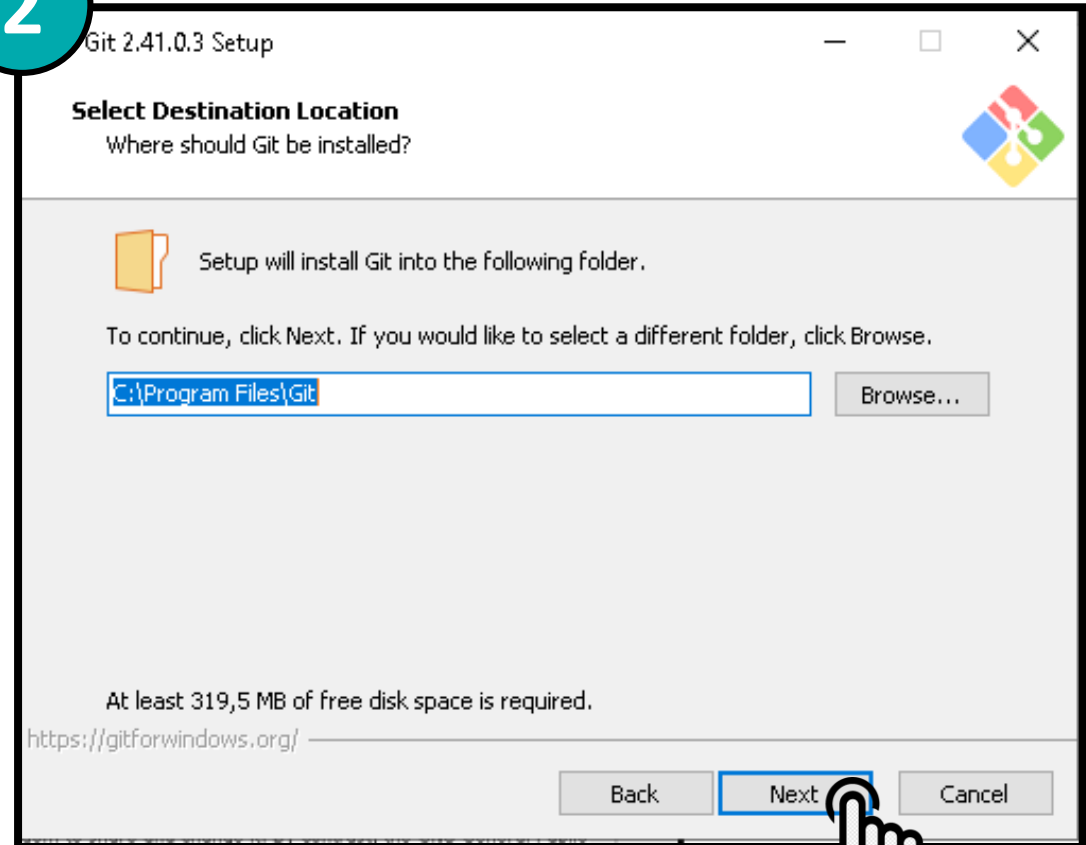 2
Git 2.41.0.3 Setup
Select Destination Location
Where should Git be installed?
Setup will install Git into the following folder.
To continue, click Next. If you would like to select a different folder, click Browse.
C:\Program Files\Git
Browse...
At least 319,5 MB of free disk space is required.
https://gitforwindows.org/
Back
Next
Cancel